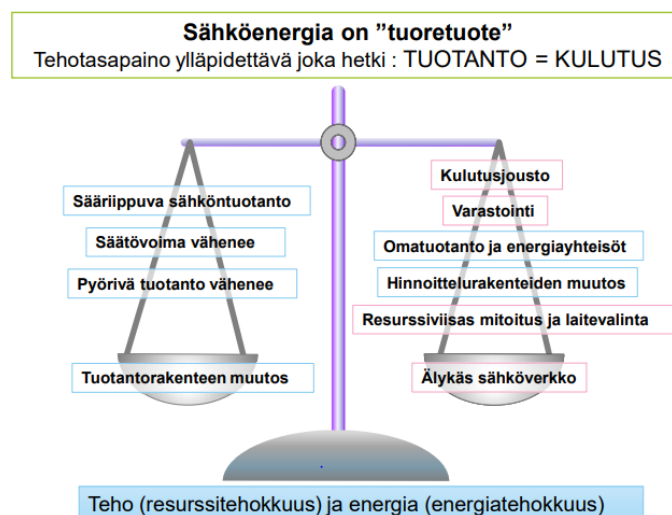 Sähköenergia on ”tuoretuote”
Tehotasapaino ylläpidettävä joka hetki : TUOTANTO = KULUTUS
Sääriippuva sähköntuotanto
Säätövoima vähenee
Pyörivä tuotanto vähenee
Tuotantorakenteen muutos
Kulutusjousto
Varastointi
Omatuotanto ja energiayhteisöt
Hinnoittelurakenteiden muutos
Resurssiviisas mitoitus ja laitevalinta
Älykäs sähköverkko
Teho (resurssitehokkuus) ja energia (energiatehokkuus)